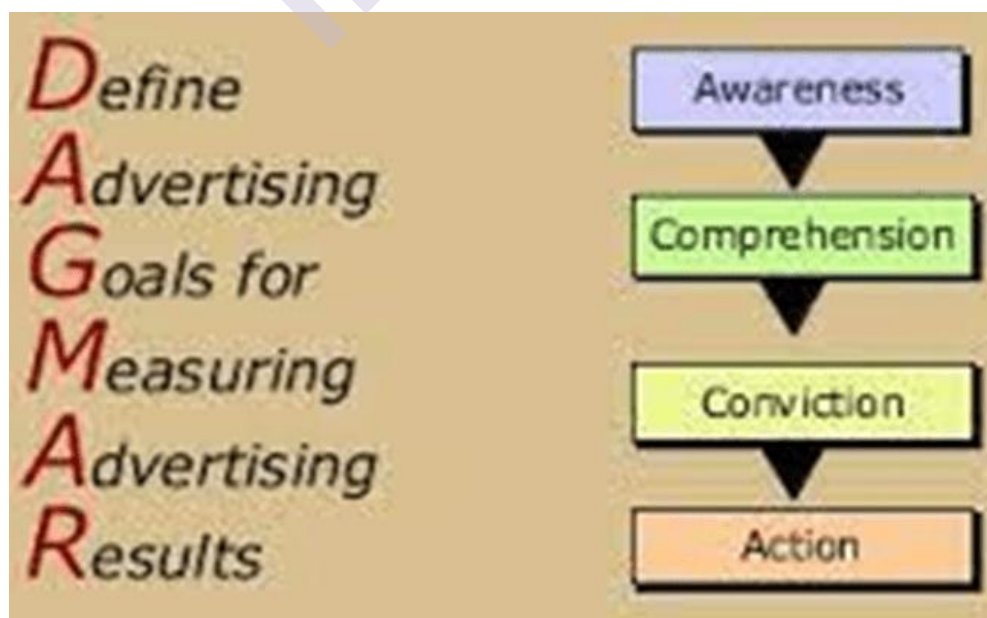 Define
Advertising
Goals for
Measuring
Advertising
Results
Awareness
Comprehension
Conviction
Action